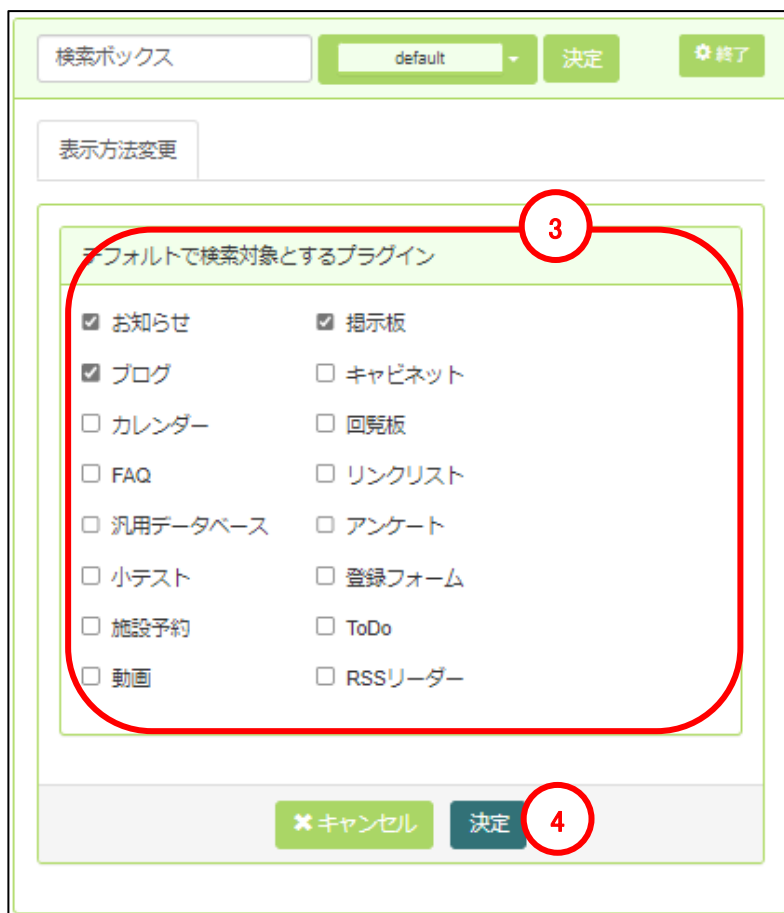 検索ボックス default 決定 終了
表示方法変更
3
デフォルトで検索対象とするプラグイン
お知らせ 掲示板
ブログ キャビネット
カレンダー 回覧板
FAQ リンクリスト
汎用データベース アンケート
小テスト 登録フォーム
施設予約 ToDo
動画 RSSリーダー
キャンセル 決定 4